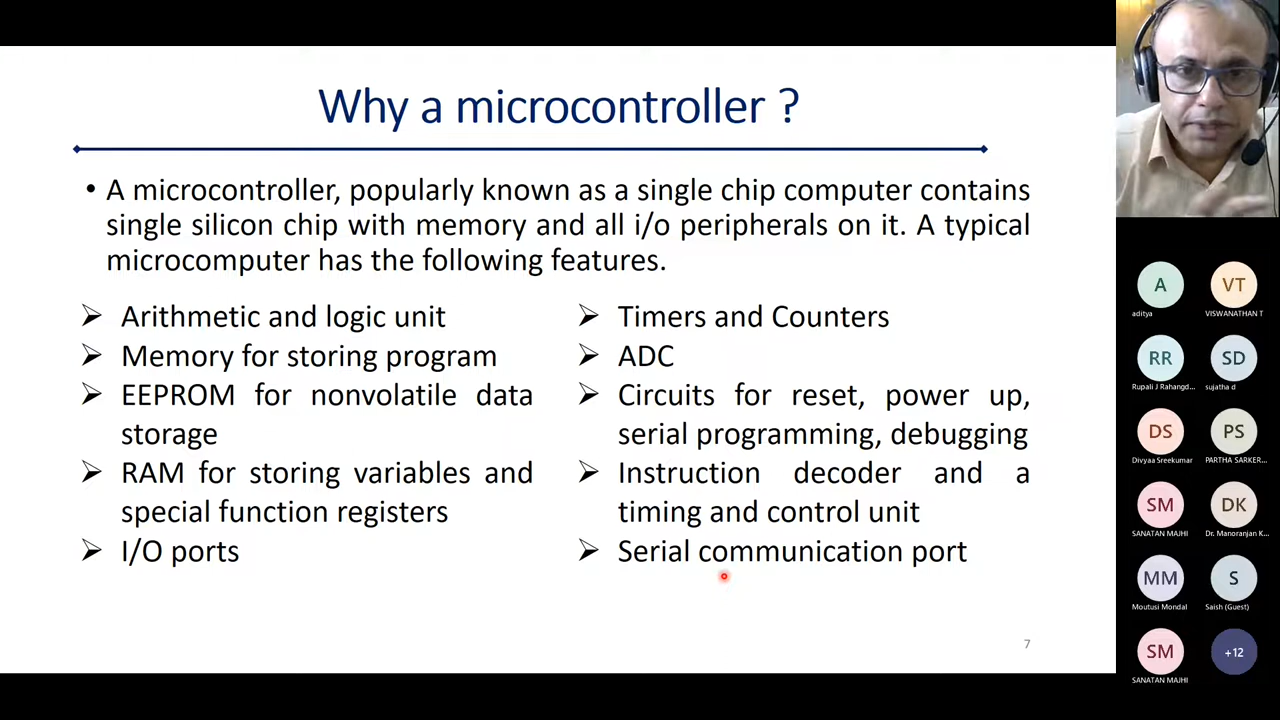 Why a microcontroller ?
• A microcontroller, popularly known as a single chip computer contains
single silicon chip with memory and all i/o peripherals on it. A typical
microcomputer has the following features.
➢ Arithmetic and logic unit
➢ Memory for storing program
➢ EEPROM for nonvolatile data
storage
➢ RAM for storing variables and
special function registers
➢ I/O ports
➢ Timers and Counters
➢ ADC
➢ Circuits for reset, power up,
serial programming, debugging
➢ Instruction decoder and a
timing and control unit
➢ Serial communication port
7
A
VT
aditya
VISWANATHAN T
RR
SD
Rupali J Rahangd...
sujatha d
DS
PS
Divyaa Sreekumar
PARTHA SARKER...
SM
DK
SANATAN MAJHI
Dr. Manoranjan K...
MM
S
Moutusi Mondal
Saish (Guest)
SM
+12
SANATAN MAJHI